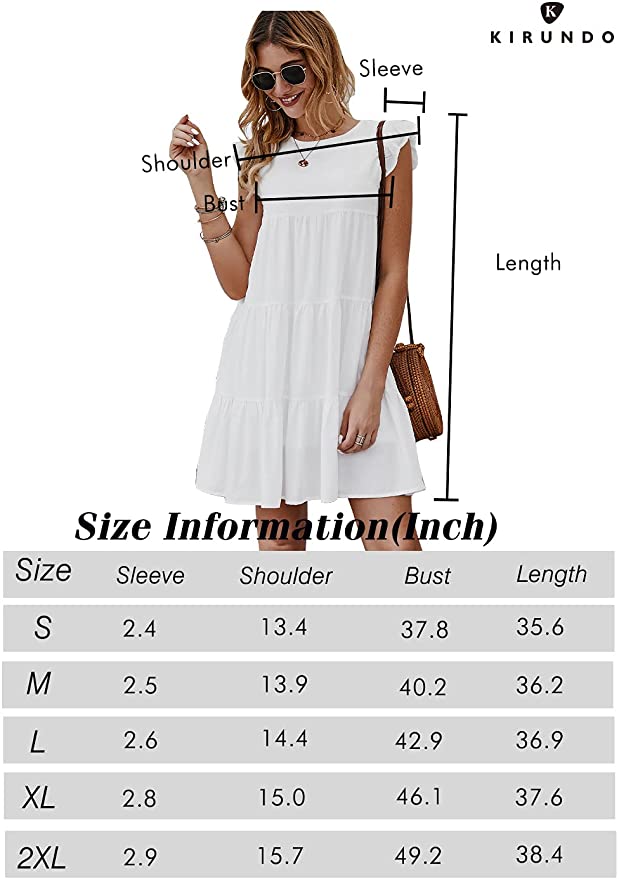 K
KIRUNDO
Sleeve
Shoulder
Bust
Length
Size Information(Inch)
Size Sleeve Shoulder Bust Length
S 2.4 13.4 37.8 35.6
M 2.5 13.9 40.2 36.2
L 2.6 14.4 42.9 36.9
XL 2.8 15.0 46.1 37.6
2XL 2.9 15.7 49.2 38.4